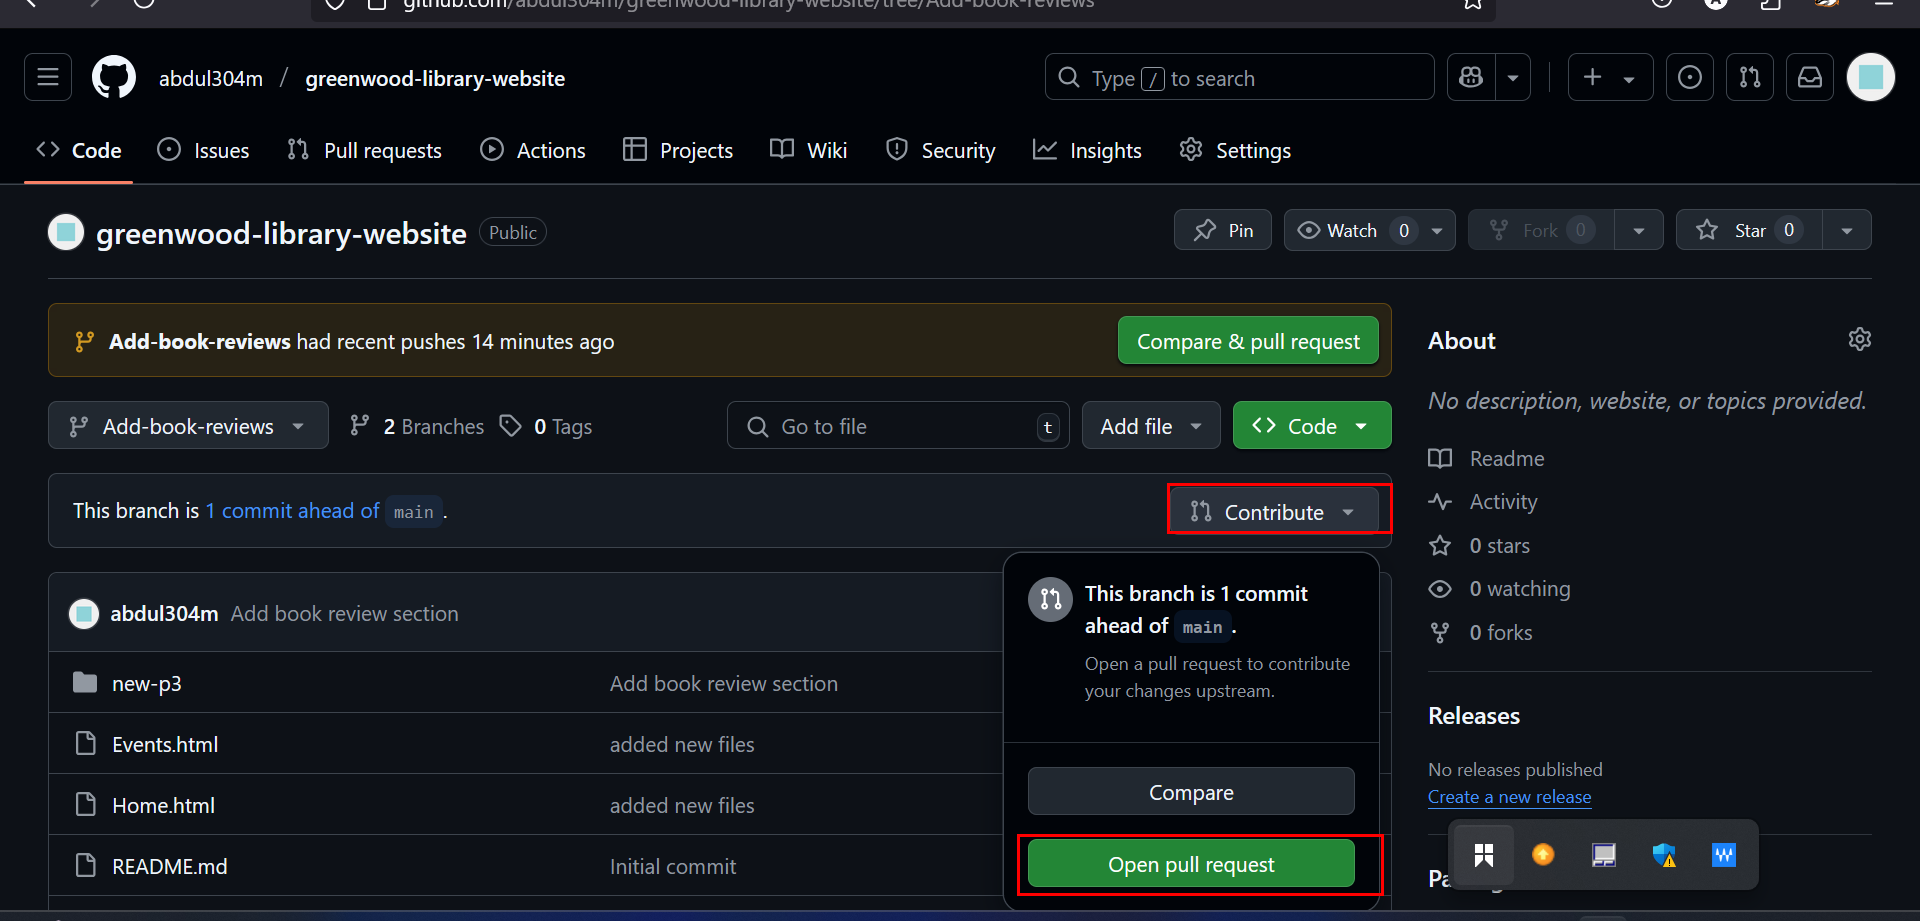 github.com/abdul304m/greenwood-library-website/tree/Add-book-reviews
abdul304m / greenwood-library-website
Type / to search
Code Issues Pull requests Actions Projects Wiki Security Insights Settings
greenwood-library-website Public
Pin Watch 0 Fork 0 Star 0
Add-book-reviews had recent pushes 14 minutes ago
Compare & pull request
Add-book-reviews 2 Branches 0 Tags
Go to file t
Add file
Code
This branch is 1 commit ahead of main .
Contribute
This branch is 1 commit
ahead of main .
Open a pull request to contribute
your changes upstream.
Compare
Open pull request
abdul304m Add book review section
new-p3 Add book review section
Events.html added new files
Home.html added new files
README.md Initial commit
About
No description, website, or topics provided.
Readme
Activity
0 stars
0 watching
0 forks
Releases
No releases published
Create a new release